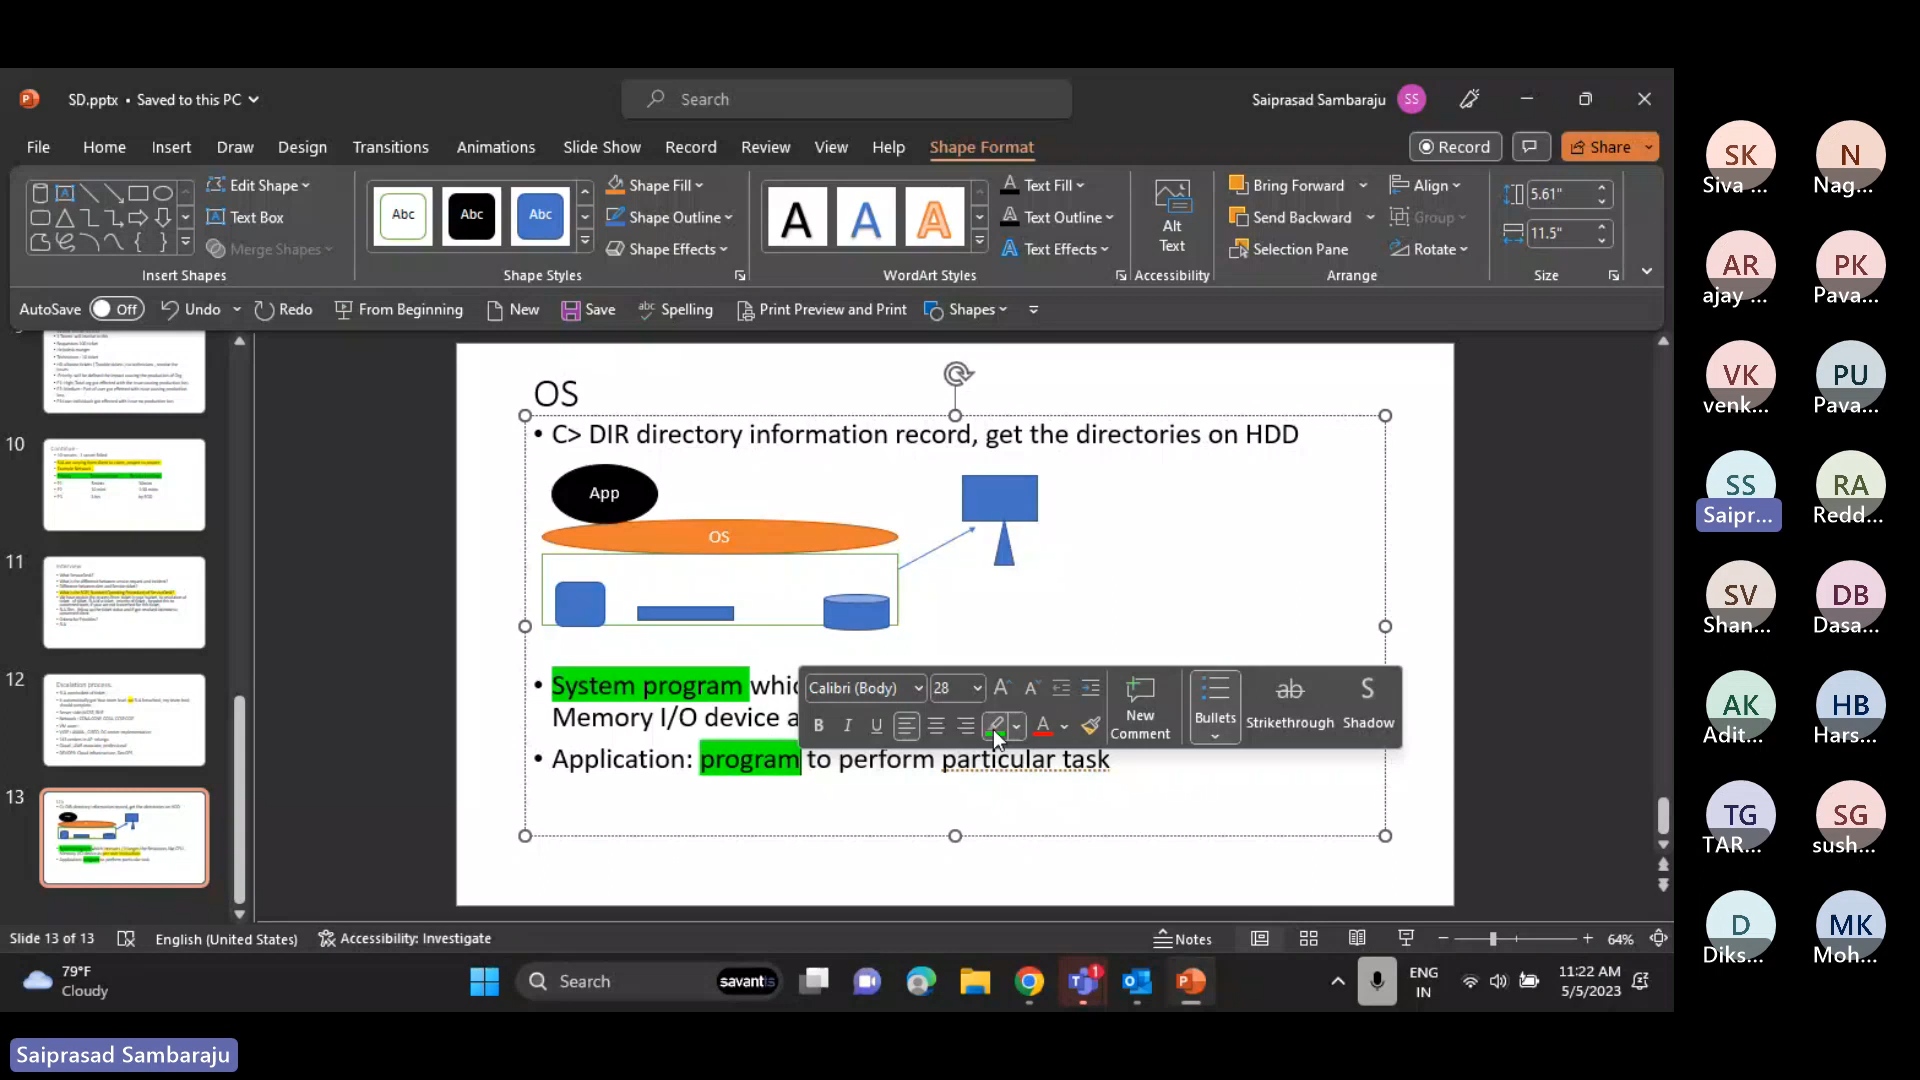 SD.pptx • Saved to this PC
Search
Saiprasad Sambaraju SS
File Home Insert Draw Design Transitions Animations Slide Show Record Review View Help Shape Format
Record
Share
Edit Shape
Text Box
Merge Shapes
Insert Shapes
Abc Abc Abc
Shape Fill
Shape Outline
Shape Effects
Shape Styles
A A A
Text Fill
Text Outline
Text Effects
WordArt Styles
Alt
Text
Accessibility
Bring Forward
Send Backward
Selection Pane
Align
Group
Rotate
Arrange
5.61"
11.5"
Size
AutoSave Off Undo Redo From Beginning New Save Spelling Print Preview and Print Shapes
10
11
12
13
OS
• C> DIR directory information record, get the directories on HDD
App
OS
• System program whic
Memory I/O device a
• Application: program to perform particular task
Calibri (Body) 28
B I U
New
Comment
Bullets
Strikethrough
Shadow
Slide 13 of 13 English (United States) Accessibility: Investigate
Notes
64%
79°F
Cloudy
Search
savantis
ENG
IN
11:22 AM
5/5/2023
SK
Siva ...
N
Nag...
AR
ajay ...
PK
Pava...
VK
venk...
PU
Pava...
SS
Saipr...
RA
Redd...
SV
Shan...
DB
Dasa...
AK
Adit...
HB
Hars...
TG
TAR...
SG
sush...
D
Diks...
MK
Moh...
Saiprasad Sambaraju